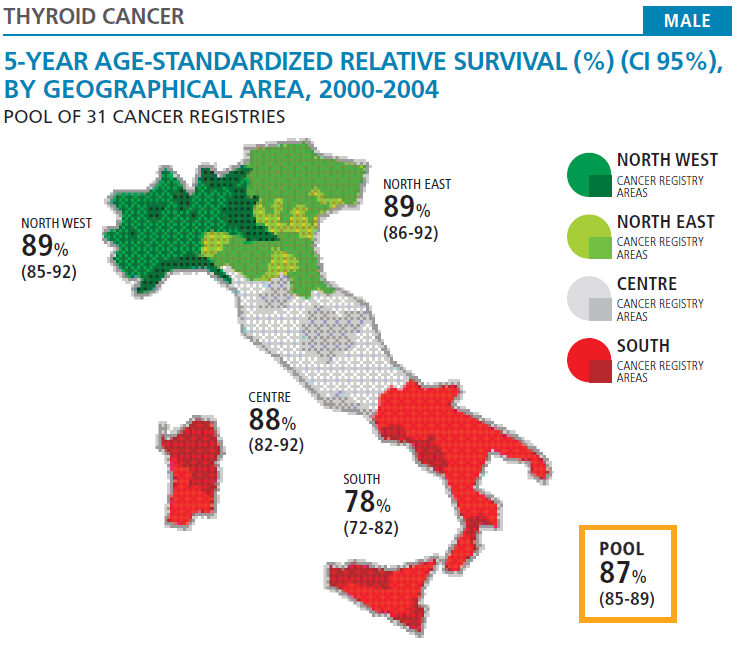 THYROID CANCER
MALE
5-YEAR AGE-STANDARDIZED RELATIVE SURVIVAL (%) (CI 95%),
BY GEOGRAPHICAL AREA, 2000-2004
POOL OF 31 CANCER REGISTRIES
NORTH WEST
89%
(85-92)
NORTH EAST
89%
(86-92)
CENTRE
88%
(82-92)
SOUTH
78%
(72-82)
NORTH WEST
CANCER REGISTRY
AREAS
NORTH EAST
CANCER REGISTRY
AREAS
CENTRE
CANCER REGISTRY
AREAS
SOUTH
CANCER REGISTRY
AREAS
POOL
87%
(85-89)